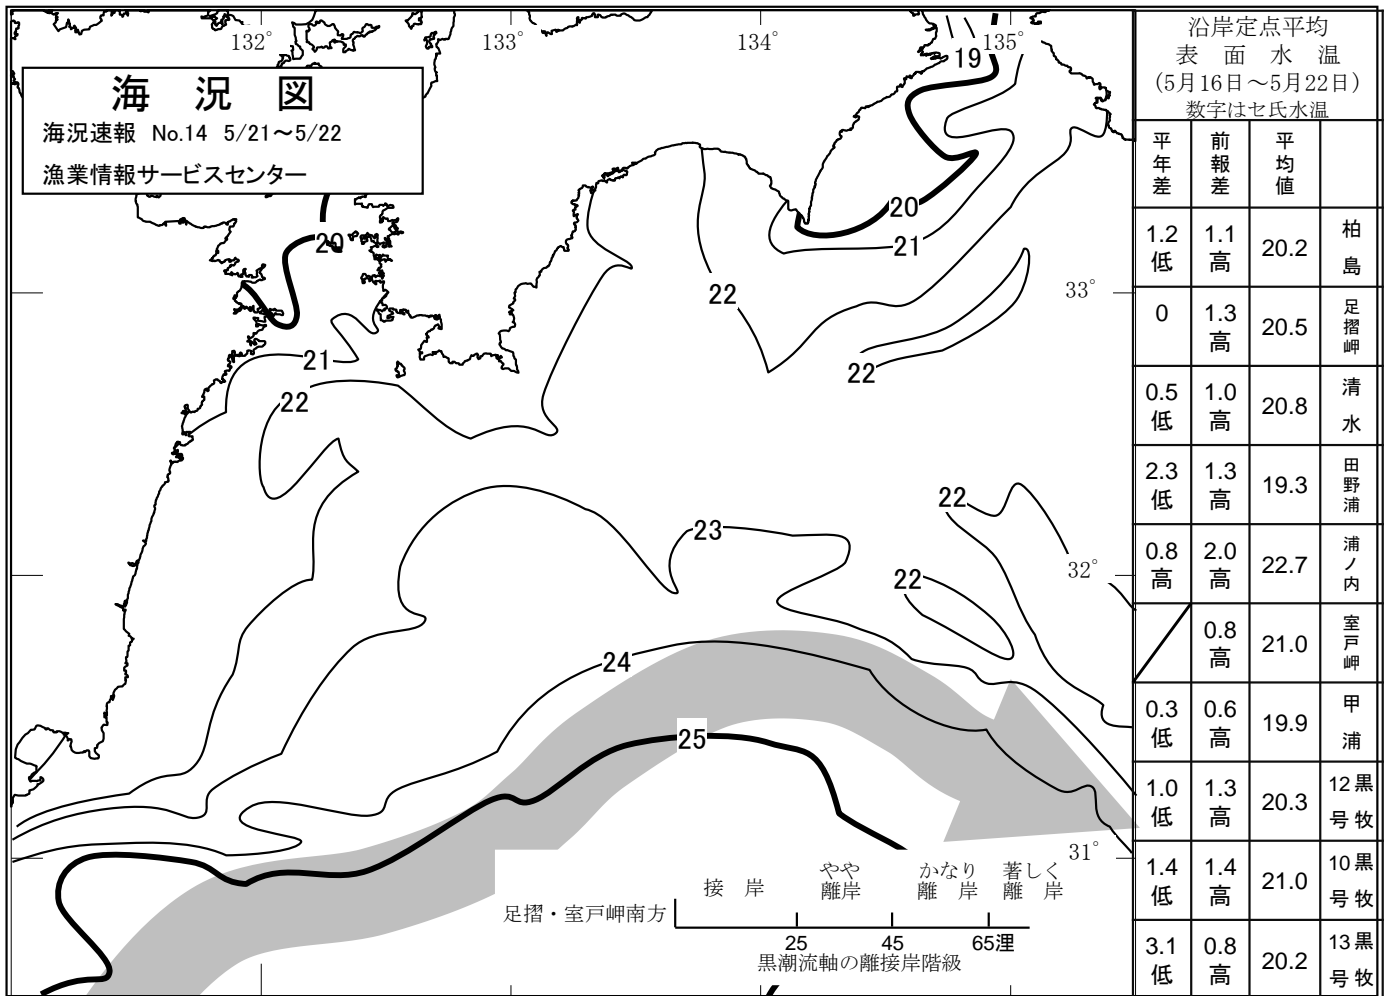 132°
133°
134°
135°
海　況　図
海況速報 No.14 5/21～5/22
漁業情報サービスセンター
19
20
20
21
22
33°
22
21
22
22
23
22
32°
24
25
31°
接 岸
やや
離岸
かなり
離 岸
著しく
離 岸
足摺・室戸岬南方
25 45 65浬
黒潮流軸の離接岸階級
沿岸定点平均
表 面 水 温
(5月16日～5月22日)
数字はセ氏水温
平年差 前報差 平均値
1.2低 1.1高 20.2 柏島
0 1.3高 20.5 足摺岬
0.5低 1.0高 20.8 清水
2.3低 1.3高 19.3 田野浦
0.8高 2.0高 22.7 浦ノ内
0.8高 21.0 室戸岬
0.3低 0.6高 19.9 甲浦
1.0低 1.3高 20.3 黒牧12号
1.4低 1.4高 21.0 黒牧10号
3.1低 0.8高 20.2 黒牧13号